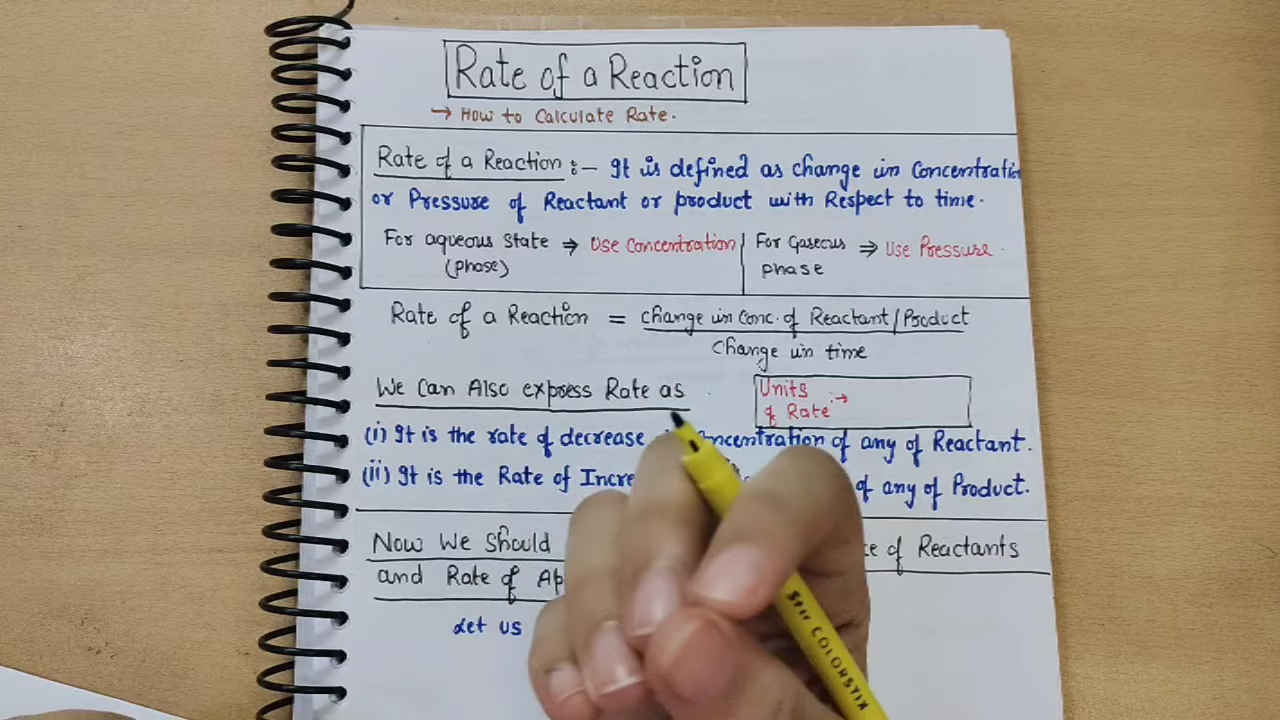 Rate of a Reaction
→ How to Calculate Rate.
Rate of a Reaction :- It is defined as change in Concentratio
or Pressure of Reactant or product with Respect to time.
For aqueous state ⇒ Use Concentration
(phase)
For Gaseous ⇒ Use Pressure.
phase
Rate of a Reaction = change in Conc. of Reactant/Product
Change in time
We Can Also express Rate as
Units
of Rate :→
(i) It is the rate of decrease oncentration of any of Reactant.
(ii) It is the Rate of Incre of any of Product.
Now We Should of Reactants
and Rate of Ap
Let us
Star COLORSTIX